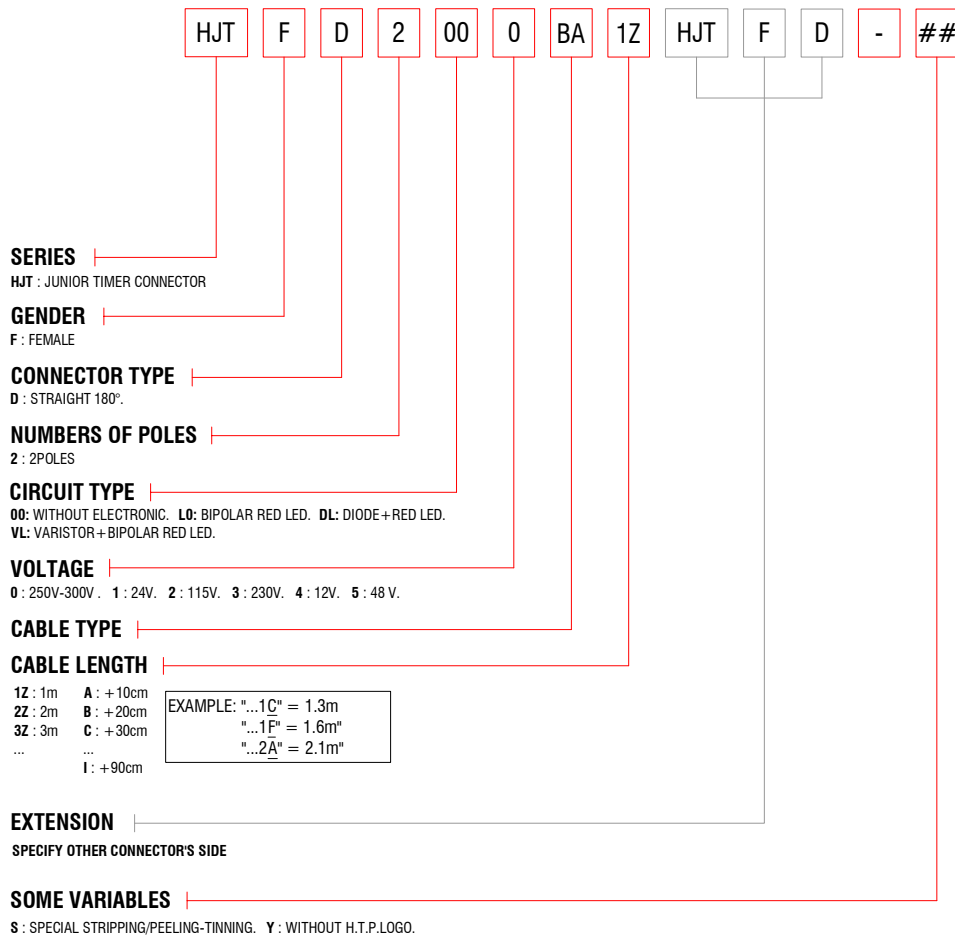 HJT F D 2 00 0 BA 1Z HJT F D - ##
SERIES
HJT : JUNIOR TIMER CONNECTOR
GENDER
F : FEMALE
CONNECTOR TYPE
D : STRAIGHT 180°.
NUMBERS OF POLES
2 : 2POLES
CIRCUIT TYPE
00: WITHOUT ELECTRONIC. L0: BIPOLAR RED LED. DL: DIODE+RED LED.
VL: VARISTOR+BIPOLAR RED LED.
VOLTAGE
0 : 250V-300V . 1 : 24V. 2 : 115V. 3 : 230V. 4 : 12V. 5 : 48 V.
CABLE TYPE
CABLE LENGTH
1Z : 1m A : +10cm
2Z : 2m B : +20cm
3Z : 3m C : +30cm
... ...
I : +90cm
EXAMPLE: "...1C" = 1.3m
"...1F" = 1.6m"
"...2A" = 2.1m"
EXTENSION
SPECIFY OTHER CONNECTOR'S SIDE
SOME VARIABLES
S : SPECIAL STRIPPING/PEELING-TINNING. Y : WITHOUT H.T.P.LOGO.